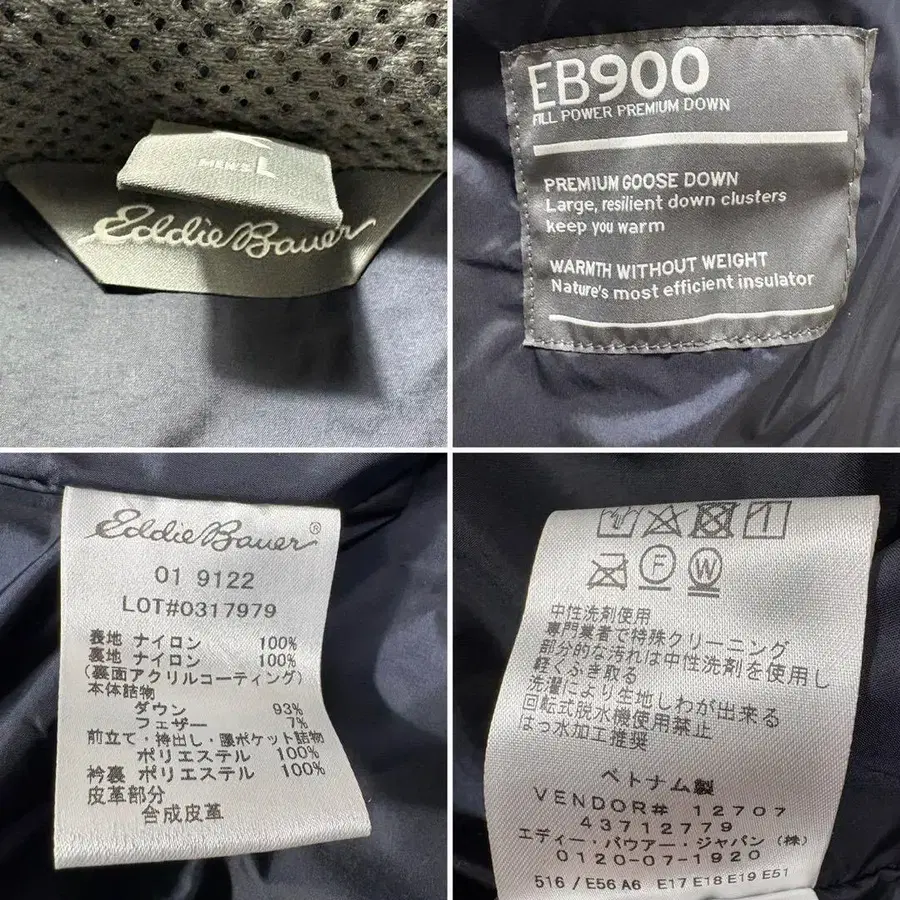 MEN'S L
Eddie Bauer
EB900
FILL POWER PREMIUM DOWN
PREMIUM GOOSE DOWN
Large, resilient down clusters
keep you warm
WARMTH WITHOUT WEIGHT
Nature's most efficient insulator
Eddie Bauer®
01 9122
LOT#0317979
表地 ナイロン 100%
裏地 ナイロン 100%
(裏面アクリルコーティング)
本体詰物
ダウン 93%
フェザー 7%
前立て・袴出し・腰ポケット詰物
ポリエステル 100%
衿裏 ポリエステル 100%
皮革部分
合成皮革
F W
中性洗剤使用
専門業者で特殊クリーニング
部分的な汚れは中性洗剤を使用し
軽くふき取る
洗濯により生地しわが出来る
回転式脱水機使用禁止
はっ水加工推奨
ベトナム製
VENDOR# 12707
43712779
エディー・バウアー・ジャパン(株)
0120-07-1920
516 / E56 A6 E17 E18 E19 E51